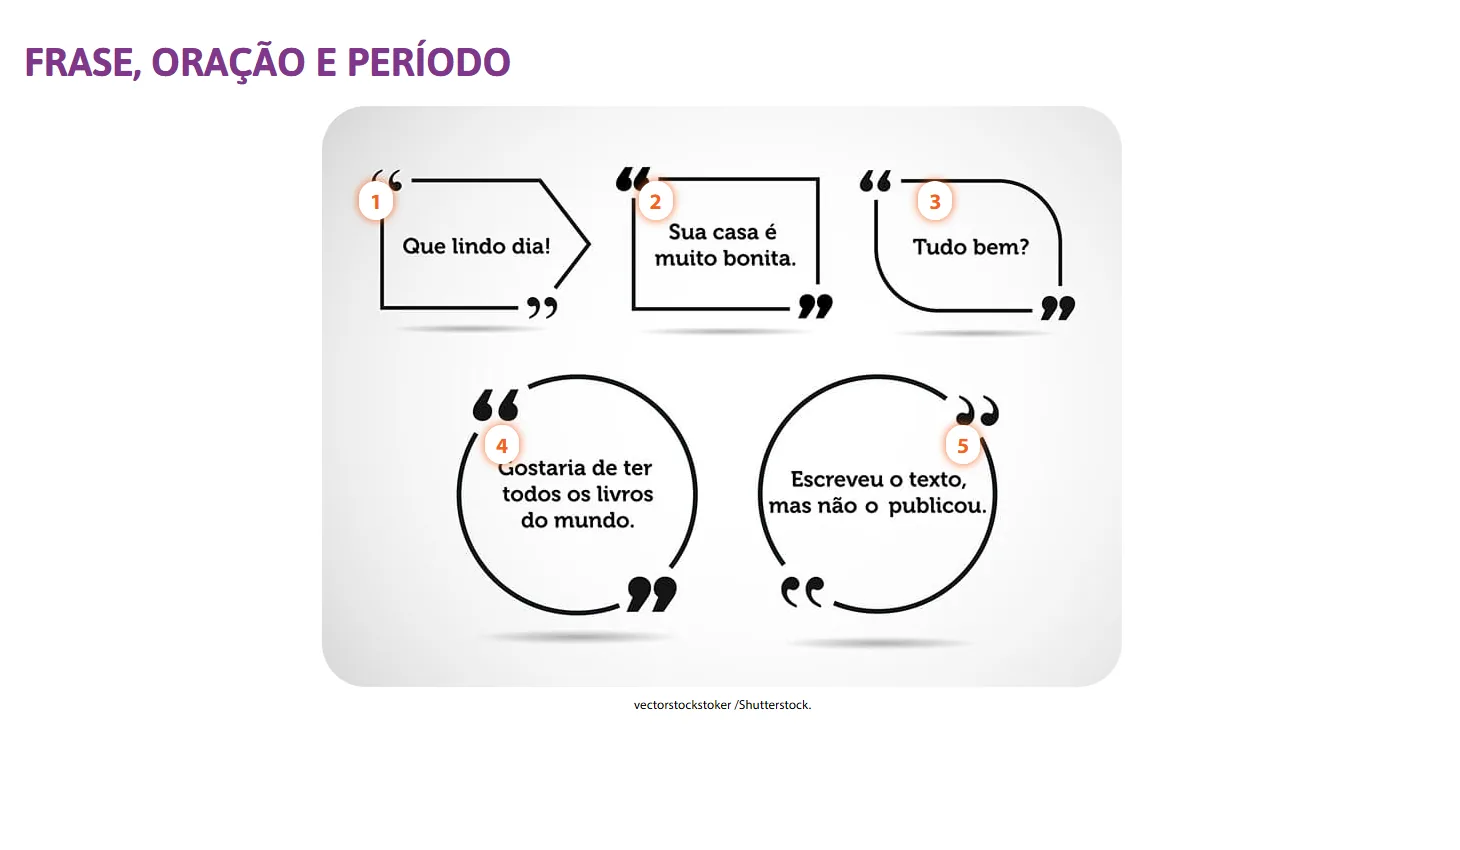 FRASE, ORAÇÃO E PERÍODO
1
Que lindo dia!
2
Sua casa é
muito bonita.
3
Tudo bem?
4
Gostaria de ter
todos os livros
do mundo.
5
Escreveu o texto,
mas não o publicou.
vectorstockstoker /Shutterstock.